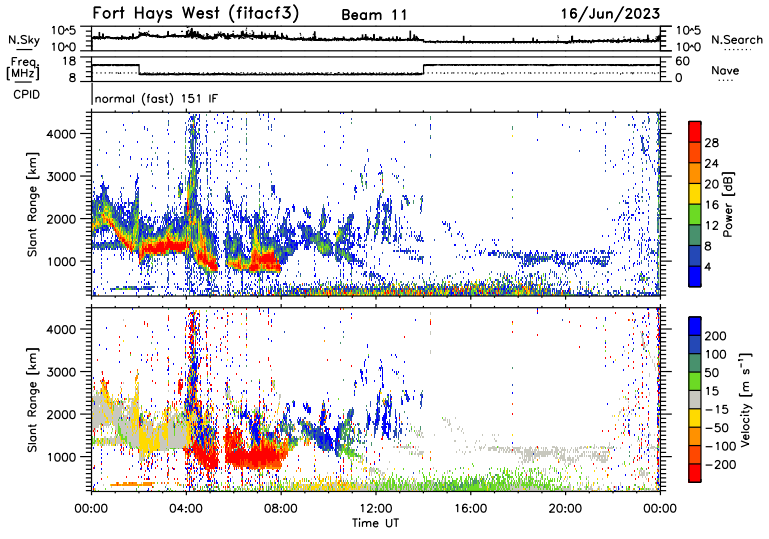 Fort Hays West (fitacf3) Beam 11 16/Jun/2023
N.Sky 10^5 10^0 10^5 10^0 N.Search
Freq. [MHz] 18 8 60 0 Nave
CPID normal (fast) 151 IF
Slant Range [km] 4000 3000 2000 1000
Power [dB] 28 24 20 16 12 8 4
Slant Range [km] 4000 3000 2000 1000
Velocity [m s⁻¹] 200 100 50 15 −15 −50 −100 −200
00:00 04:00 08:00 12:00 16:00 20:00 00:00
Time UT